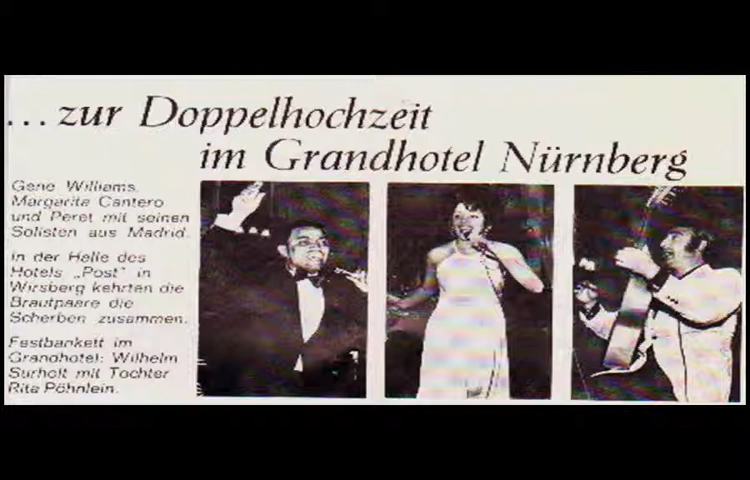 ...zur Doppelhochzeit
im Grandhotel Nürnberg
Gene Williams,
Margarita Cantero
und Peret mit seinen
Solisten aus Madrid.
In der Halle des
Hotels „Post" in
Wirsberg kehrten die
Brautpaare die
Scherben zusammen.
Festbankett im
Grandhotel: Wilhelm
Surholt mit Tochter
Rita Pöhnlein.